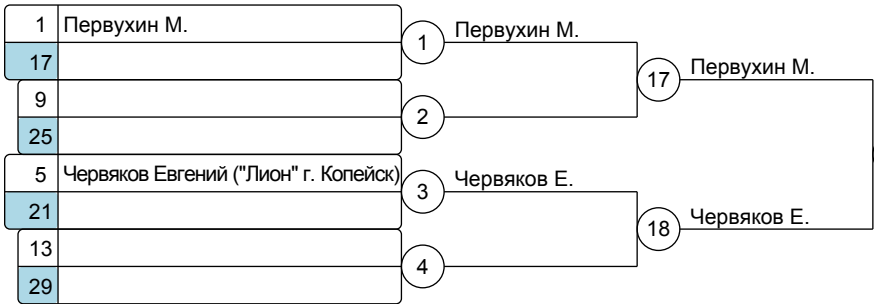 1 Первухин М.
17
9
25
5 Червяков Евгений ("Лион" г. Копейск)
21
13
29
1 Первухин М.
2
3 Червяков Е.
4
17 Первухин М.
18 Червяков Е.